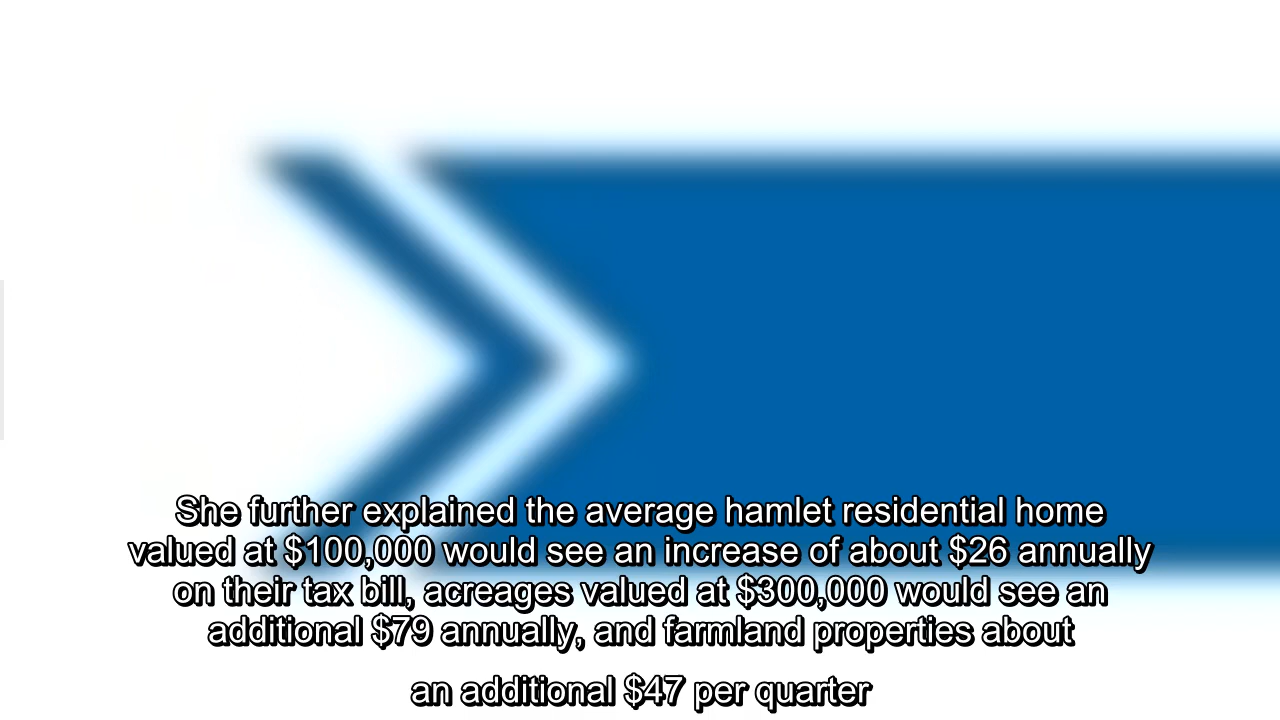 She further explained the average hamlet residential home
valued at $100,000 would see an increase of about $26 annually
on their tax bill, acreages valued at $300,000 would see an
additional $79 annually, and farmland properties about
an additional $47 per quarter